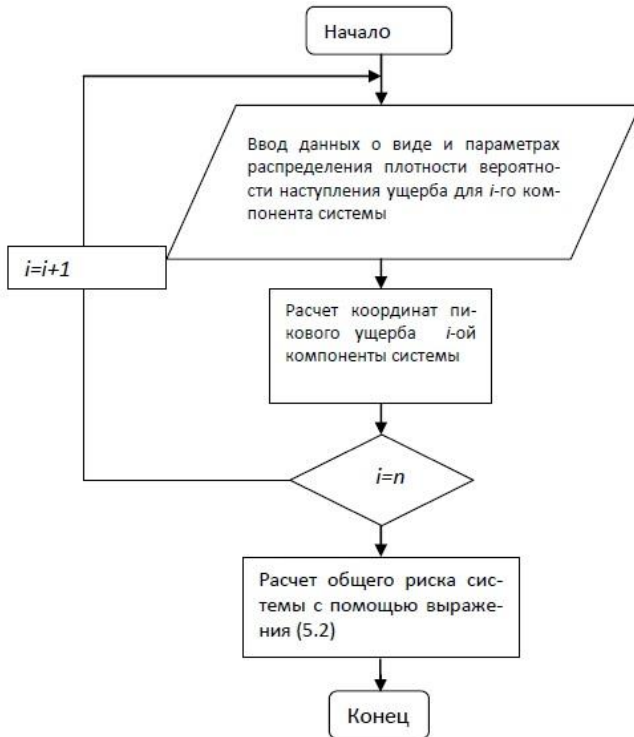 Начало
Ввод данных о виде и параметрах
распределения плотности вероятно-
сти наступления ущерба для i-го ком-
понента системы
i=i+1
Расчет координат пи-
кового ущерба i-ой
компоненты системы
i=n
Расчет общего риска сис-
темы с помощью выраже-
ния (5.2)
Конец